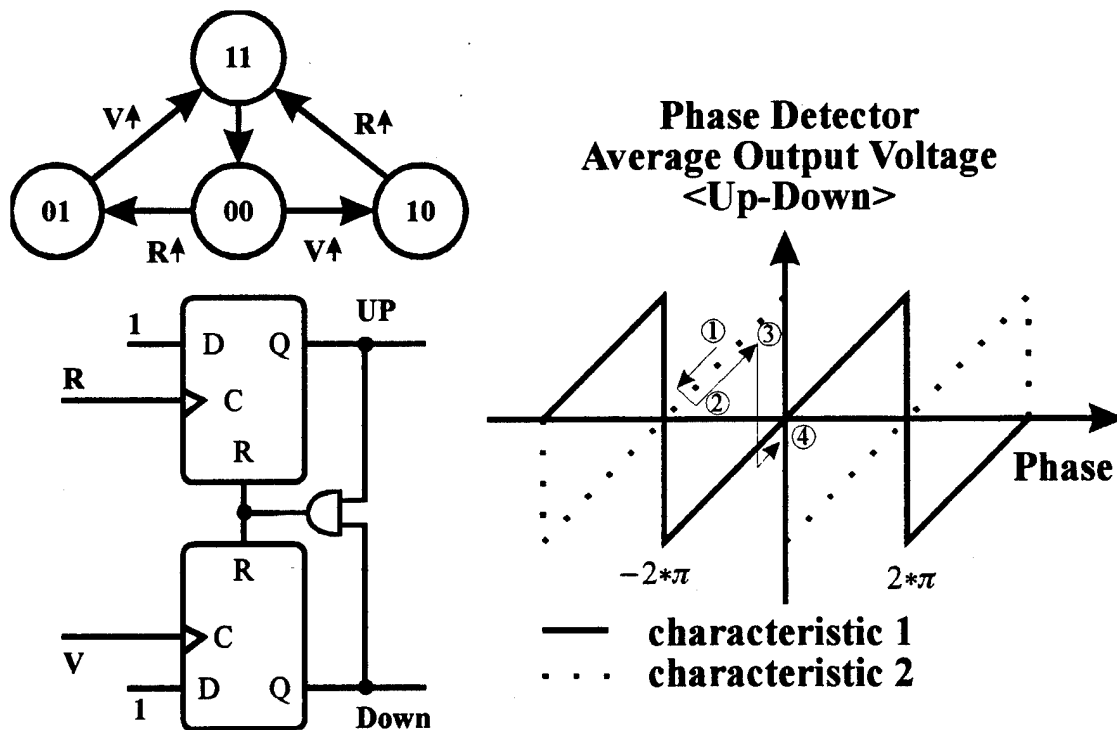 11
V↑
R↑
01
00
10
R↑
V↑
1
D
Q
UP
R
C
R
R
C
V
1
D
Q
Down
Phase Detector
Average Output Voltage
<Up-Down>
①
③
②
④
Phase
−2*π
2*π
characteristic 1
characteristic 2